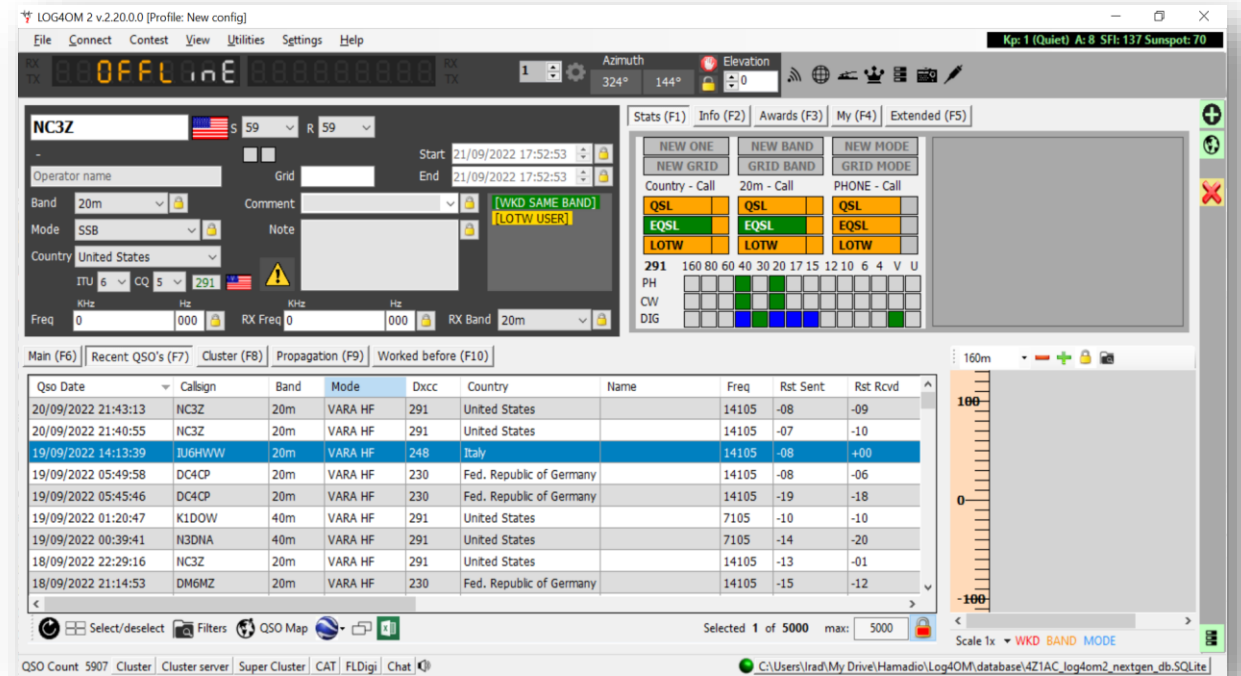 LOG4OM 2 v.2.20.0.0 [Profile: New config]
File Connect Contest View Utilities Settings Help
Kp: 1 (Quiet) A: 8 SFI: 137 Sunspot: 70
RX OFFLinE RX
TX TX
1
Azimuth Elevation
324° 144° 0
NC3Z S 59 R 59
- Start 21/09/2022 17:52:53
Operator name Grid End 21/09/2022 17:52:53
Band 20m Comment [WKD SAME BAND]
[LOTW USER]
Mode SSB Note
Country United States
ITU 6 CQ 5 291
KHz Hz KHz Hz
Freq 0 000 RX Freq 0 000 RX Band 20m
Stats (F1) Info (F2) Awards (F3) My (F4) Extended (F5)
NEW ONE NEW BAND NEW MODE
NEW GRID GRID BAND GRID MODE
Country - Call 20m - Call PHONE - Call
QSL QSL QSL
EQSL EQSL EQSL
LOTW LOTW LOTW
291 160 80 60 40 30 20 17 15 12 10 6 4 V U
PH
CW
DIG
Main (F6) Recent QSO's (F7) Cluster (F8) Propagation (F9) Worked before (F10)
Qso Date Callsign Band Mode Dxcc Country Name Freq Rst Sent Rst Rcvd
20/09/2022 21:43:13 NC3Z 20m VARA HF 291 United States 14105 -08 -09
20/09/2022 21:40:55 NC3Z 20m VARA HF 291 United States 14105 -07 -10
19/09/2022 14:13:39 IU6HWW 20m VARA HF 248 Italy 14105 -08 +00
19/09/2022 05:49:58 DC4CP 20m VARA HF 230 Fed. Republic of Germany 14105 -08 -06
19/09/2022 05:45:46 DC4CP 20m VARA HF 230 Fed. Republic of Germany 14105 -19 -18
19/09/2022 01:20:47 K1DOW 40m VARA HF 291 United States 7105 -10 -10
19/09/2022 00:39:41 N3DNA 40m VARA HF 291 United States 7105 -14 -20
18/09/2022 22:29:16 NC3Z 20m VARA HF 291 United States 14105 -13 -01
18/09/2022 21:14:53 DM6MZ 20m VARA HF 230 Fed. Republic of Germany 14105 -15 -12
Select/deselect Filters QSO Map Selected 1 of 5000 max: 5000
160m
100
0
-100
Scale 1x WKD BAND MODE
QSO Count 5907 Cluster Cluster server Super Cluster CAT FLDigi Chat C:\Users\Irad\My Drive\Hamadio\Log4OM\database\4Z1AC_log4om2_nextgen_db.SQLite